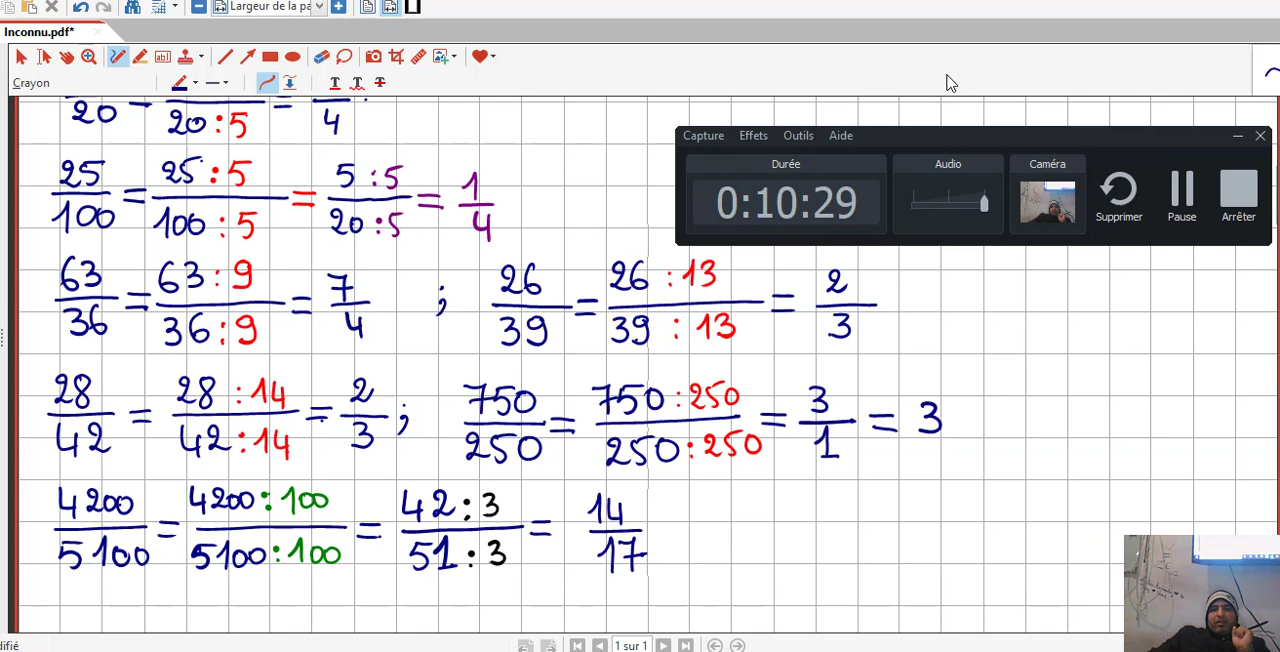 Largeur de la pa
Inconnu.pdf*
Crayon
Capture Effets Outils Aide
Durée Audio Caméra
0:10:29
Supprimer Pause Arrêter
20 - 20:5 = 4
25/100 = 25:5/100:5 = 5:5/20:5 = 1/4
63/36 = 63:9/36:9 = 7/4 ; 26/39 = 26:13/39:13 = 2/3
28/42 = 28:14/42:14 = 2/3 ; 750/250 = 750:250/250:250 = 3/1 = 3
4200/5100 = 4200:100/5100:100 = 42:3/51:3 = 14/17
difié
1 sur 1